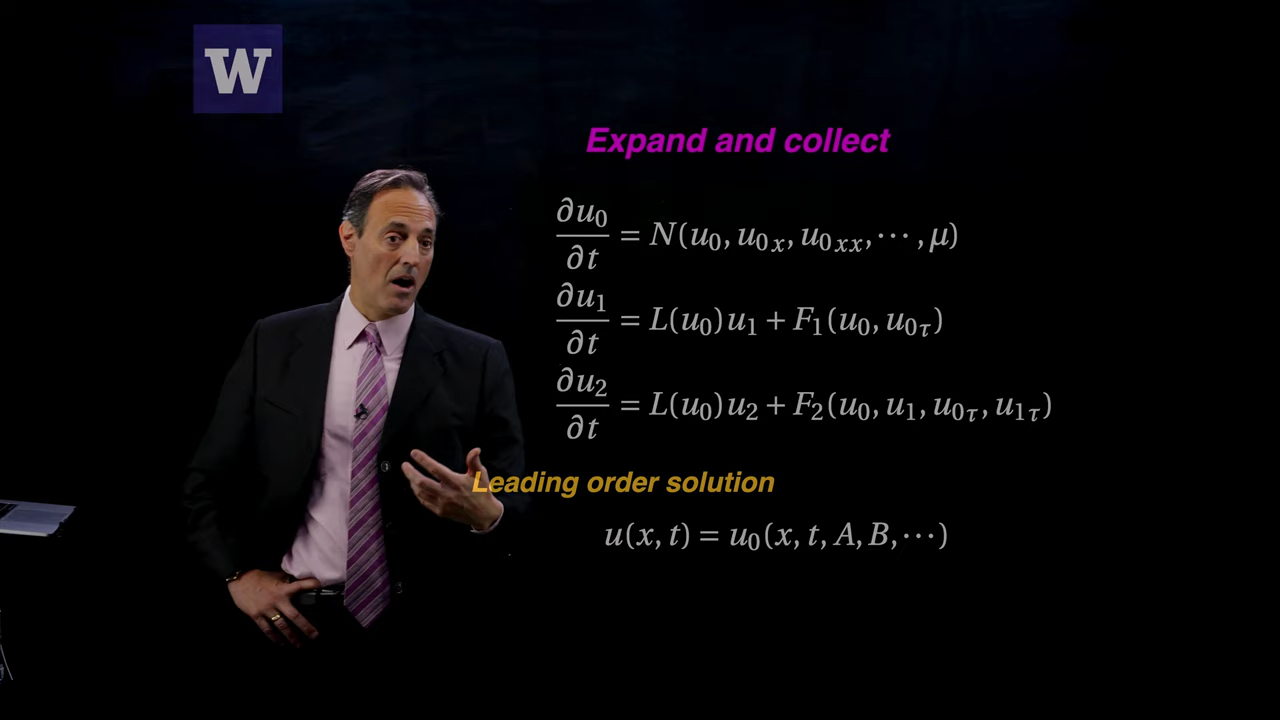 W
Expand and collect
∂u₀/∂t = N(u₀, u₀ₓ, u₀ₓₓ, ⋯ , μ)
∂u₁/∂t = L(u₀)u₁ + F₁(u₀, u₀τ)
∂u₂/∂t = L(u₀)u₂ + F₂(u₀, u₁, u₀τ, u₁τ)
Leading order solution
u(x, t) = u₀(x, t, A, B, ⋯)